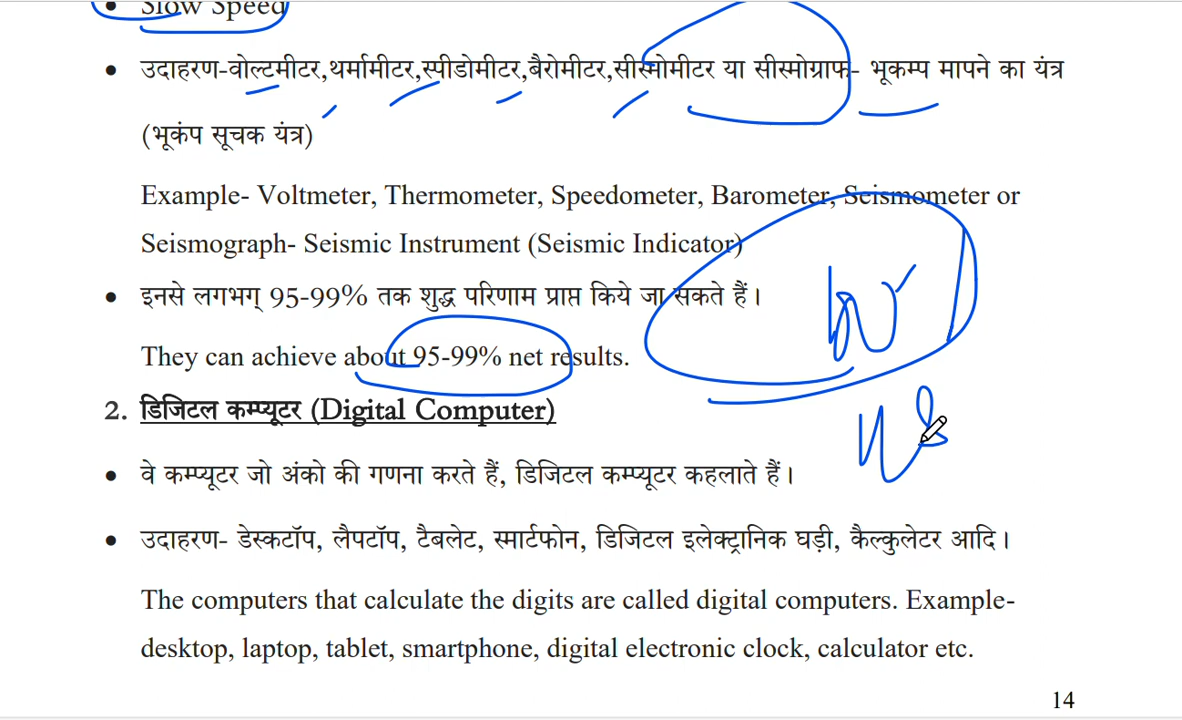 • Slow Speed
• उदाहरण-वोल्टमीटर,थर्मामीटर,स्पीडोमीटर,बैरोमीटर,सीस्मोमीटर या सीस्मोग्राफ- भूकम्प मापने का यंत्र
(भूकंप सूचक यंत्र)
Example- Voltmeter, Thermometer, Speedometer, Barometer, Seismometer or
Seismograph- Seismic Instrument (Seismic Indicator)
• इनसे लगभग् 95-99% तक शुद्ध परिणाम प्राप्त किये जा सकते हैं।
They can achieve about 95-99% net results.
2. डिजिटल कम्प्यूटर (Digital Computer)
• वे कम्प्यूटर जो अंको की गणना करते हैं, डिजिटल कम्प्यूटर कहलाते हैं।
• उदाहरण- डेस्कटॉप, लैपटॉप, टैबलेट, स्मार्टफोन, डिजिटल इलेक्ट्रानिक घड़ी, कैल्कुलेटर आदि।
The computers that calculate the digits are called digital computers. Example-
desktop, laptop, tablet, smartphone, digital electronic clock, calculator etc.
14